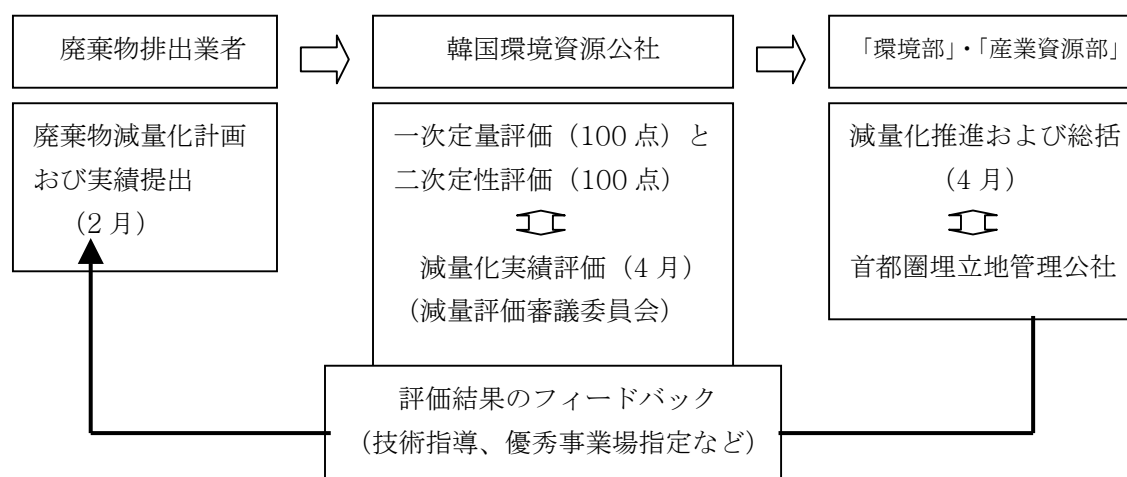 廃棄物排出業者
韓国環境資源公社
「環境部」・「産業資源部」
廃棄物減量化計画
および実績提出
（2 月）
一次定量評価（100 点）と
二次定性評価（100 点）
減量化実績評価（4 月）
（減量評価審議委員会）
減量化推進および総括
（4 月）
首都圏埋立地管理公社
評価結果のフィードバック
（技術指導、優秀事業場指定など）